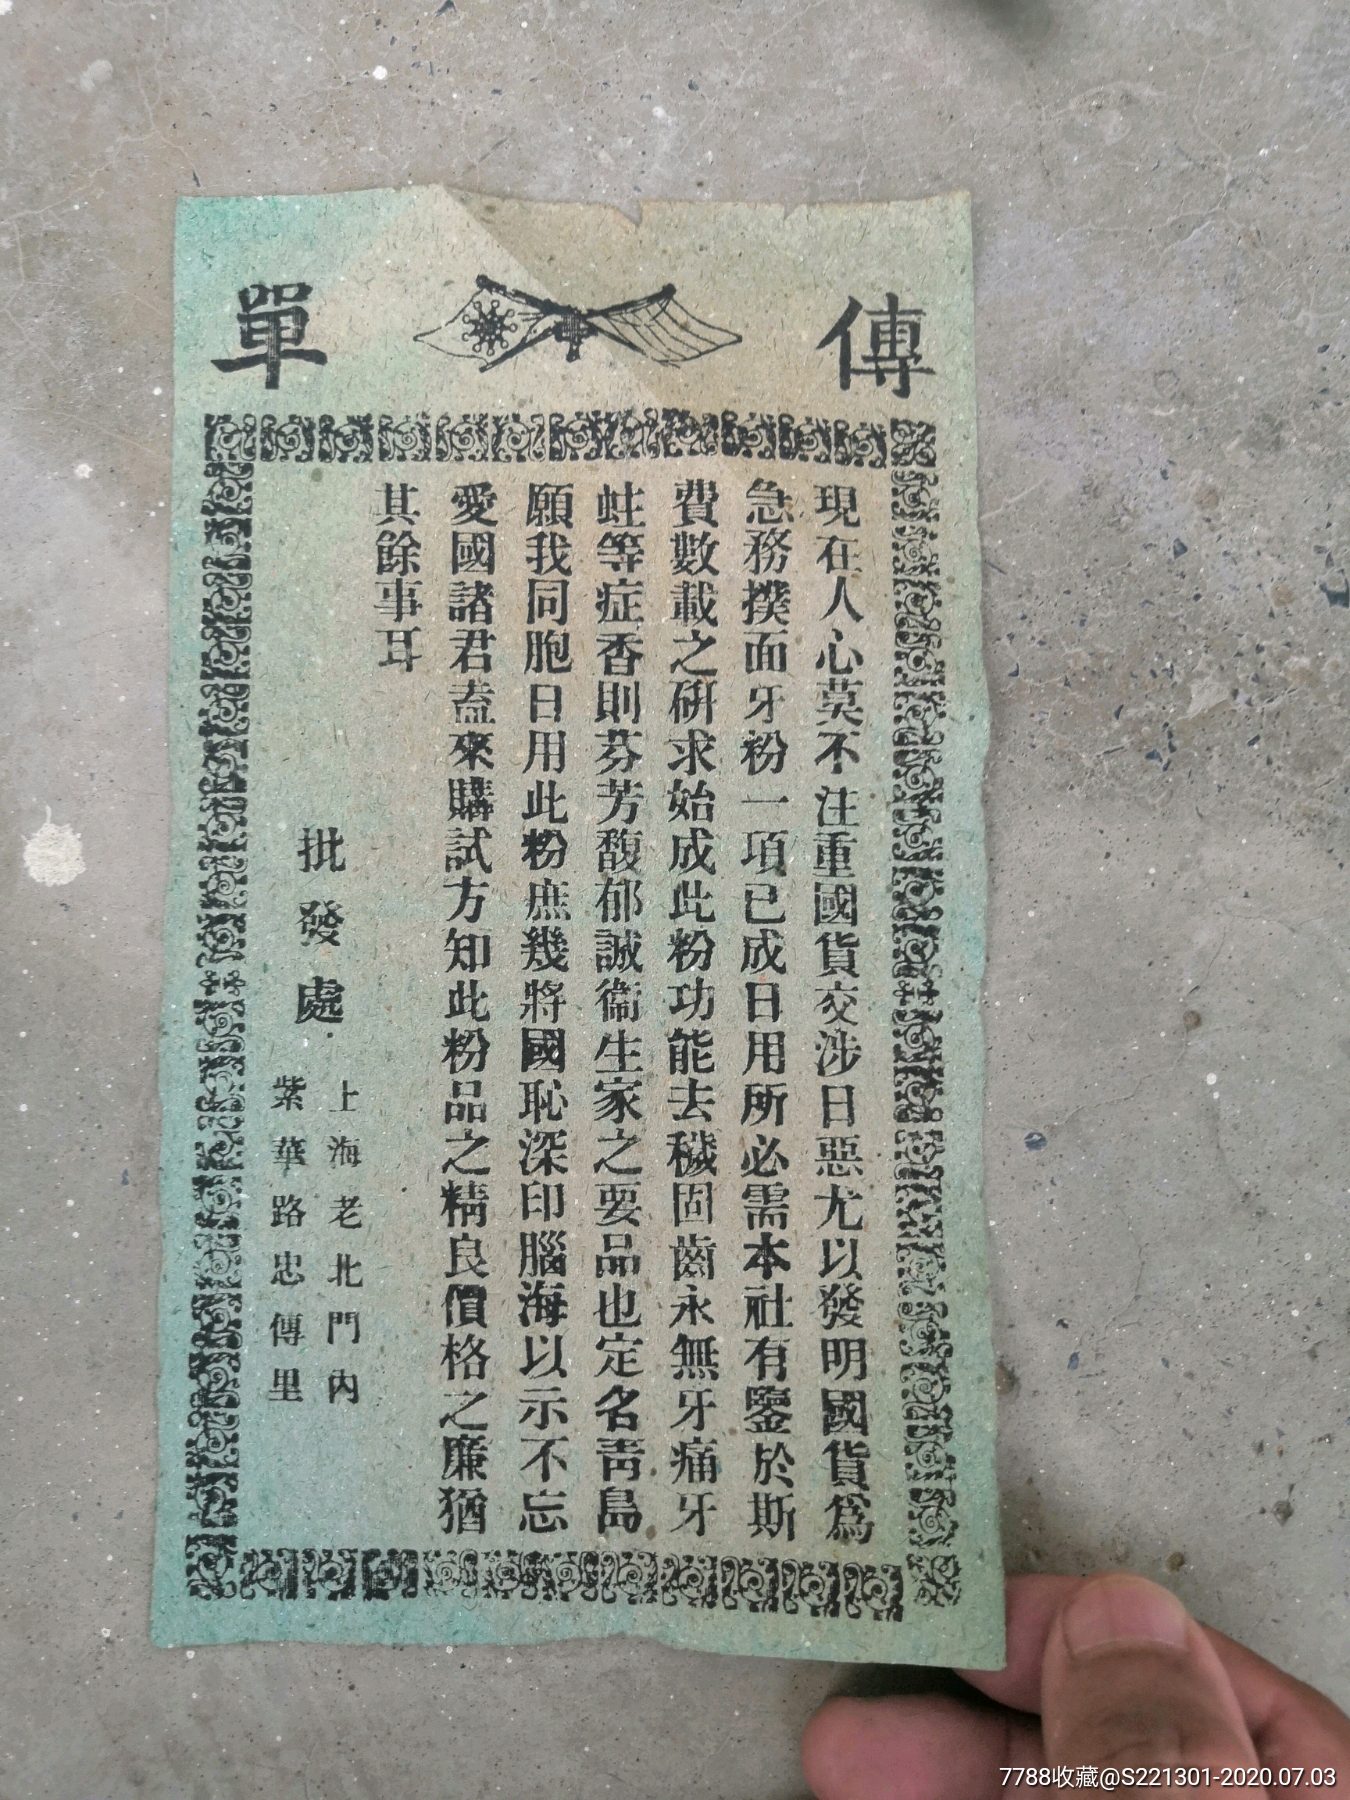 傳單
現在人心莫不注重國貨交涉日惡尤以發明國貨爲
急務撲面牙粉一項已成日用所必需本社有鑒於斯
費數載之研求始成此粉功能去穢固齒永無牙痛牙
蛀等症香則芬芳馥郁誠衞生家之要品也定名靑島
願我同胞日用此粉庶幾將國恥深印腦海以示不忘
愛國諸君盍來購試方知此粉品之精良價格之廉猶
其餘事耳
批發處
上海老北門內
紫華路忠傳里
7788收藏@S221301-2020.07.03